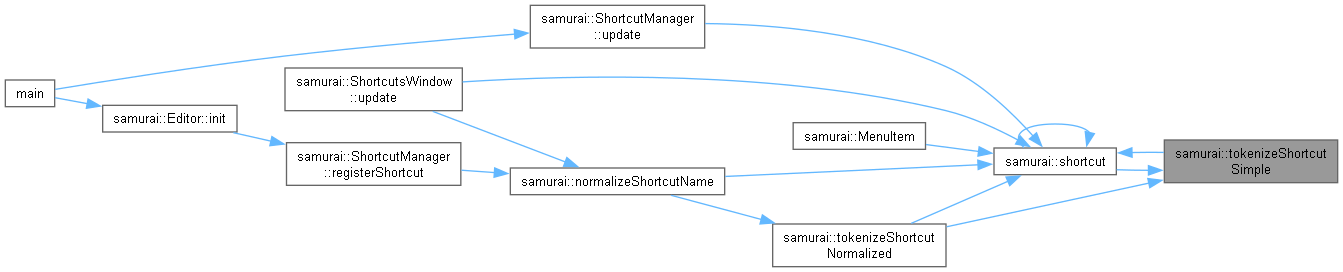 samurai::ShortcutManager
::update
samurai::ShortcutsWindow
::update
main
samurai::Editor::init
samurai::MenuItem
samurai::ShortcutManager
::registerShortcut
samurai::shortcut
samurai::tokenizeShortcut
Simple
samurai::normalizeShortcutName
samurai::tokenizeShortcut
Normalized